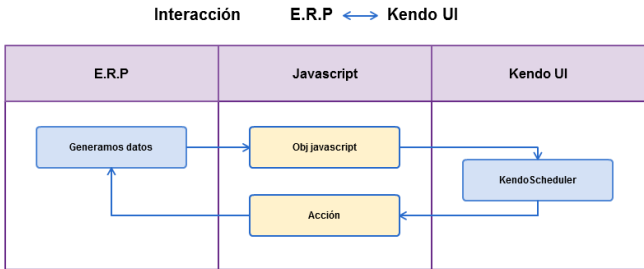 Interacción E.R.P Kendo UI
E.R.P Javascript Kendo UI
Generamos datos
Obj javascript
KendoScheduler
Acción